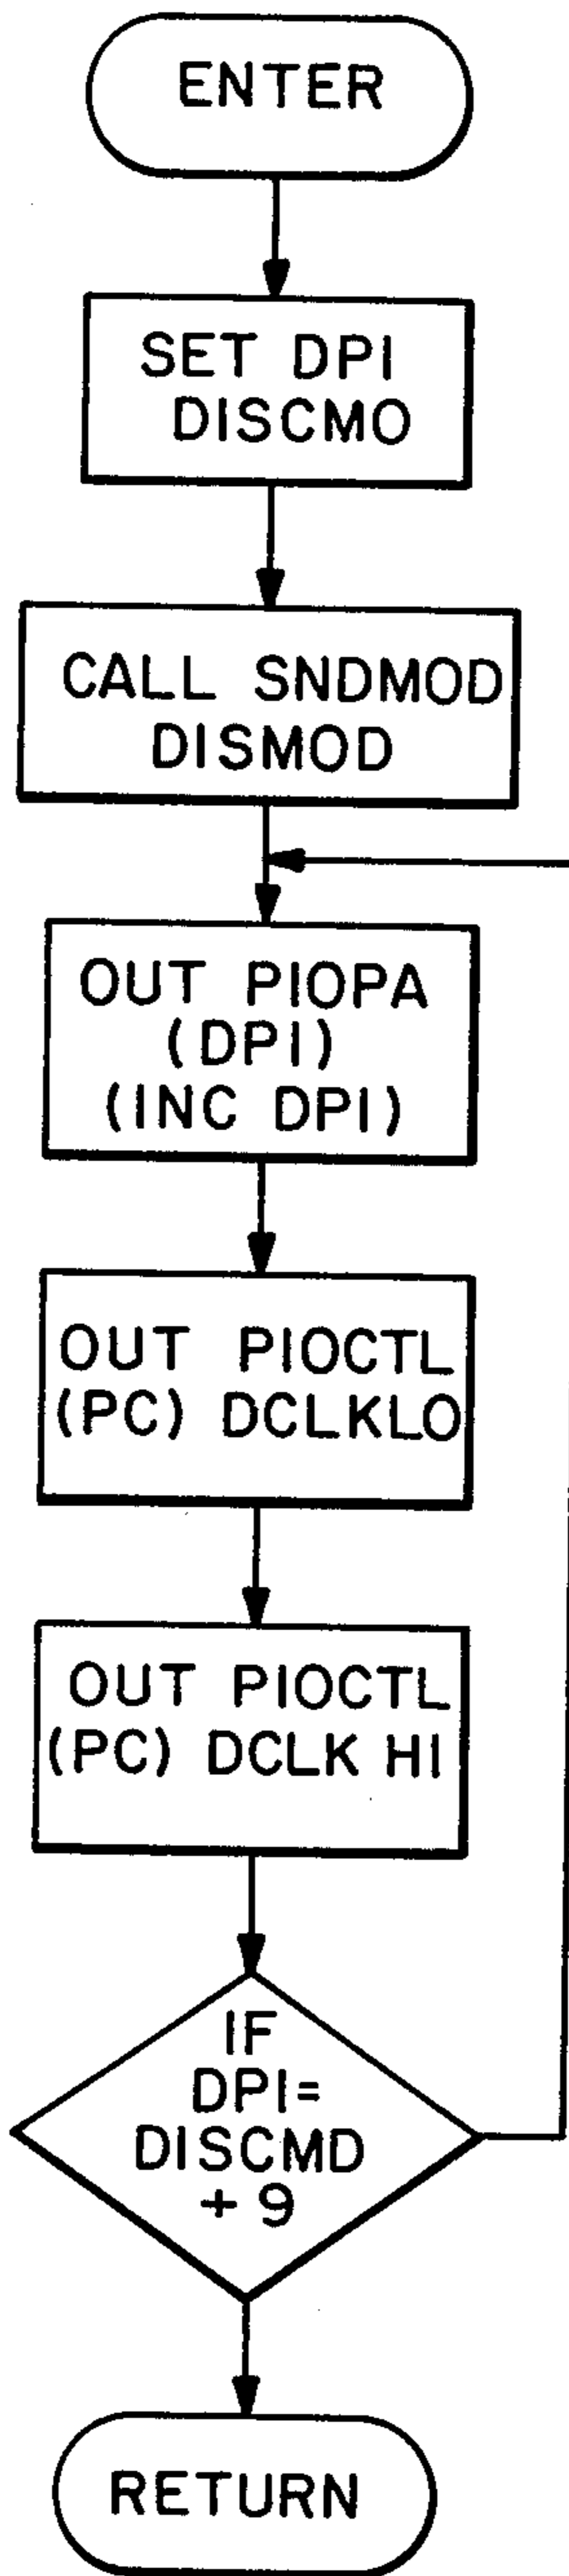 ENTER
SET DPI
DISCMO
CALL SNDMOD
DISMOD
OUT PIOPA
(DPI)
(INC DPI)
OUT PIOCTL
(PC) DCLKLO
OUT PIOCTL
(PC) DCLK HI
IF
DPI=
DISCMD
+ 9
RETURN